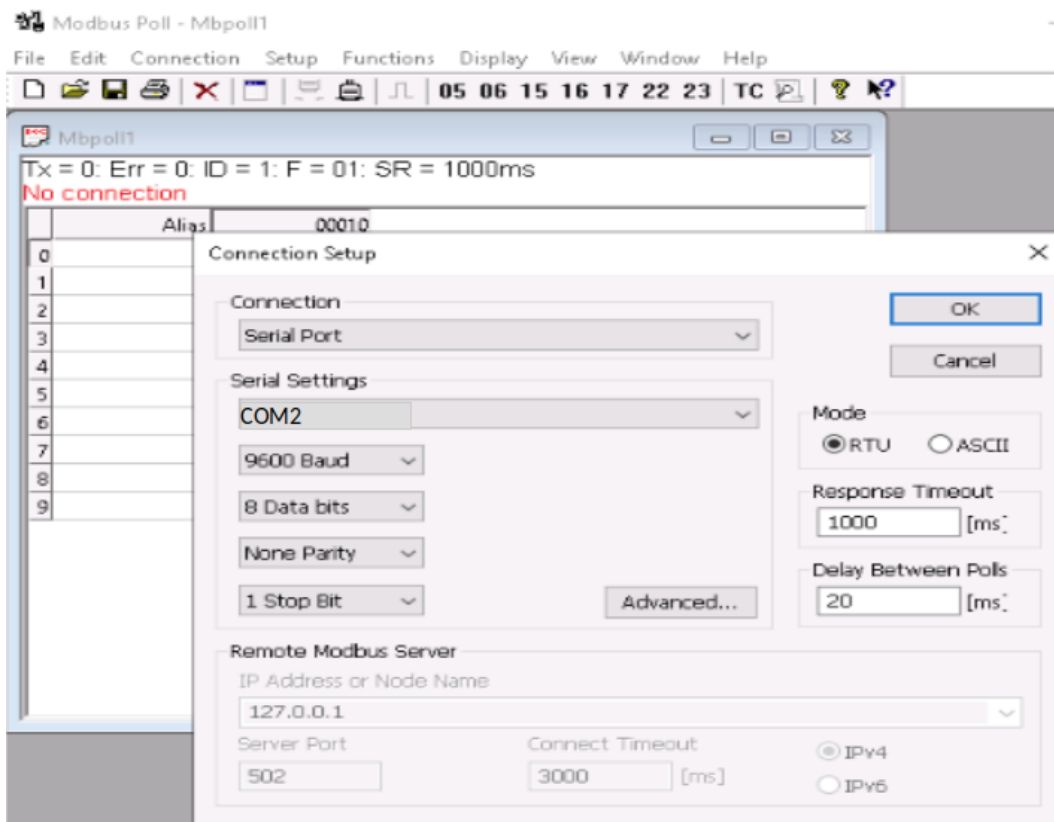 Modbus Poll - Mbpoll1
File Edit Connection Setup Functions Display View Window Help
05 06 15 16 17 22 23 TC
Mbpoll1
Tx = 0: Err = 0: ID = 1: F = 01: SR = 1000ms
No connection
Alias 00010
0
1
2
3
4
5
6
7
8
9
Connection Setup
Connection
Serial Port
OK
Cancel
Serial Settings
COM2
9600 Baud
8 Data bits
None Parity
1 Stop Bit
Advanced...
Mode
RTU ASCII
Response Timeout
1000 [ms]
Delay Between Polls
20 [ms]
Remote Modbus Server
IP Address or Node Name
127.0.0.1
Server Port Connect Timeout
502 3000 [ms]
IPv4
IPv6